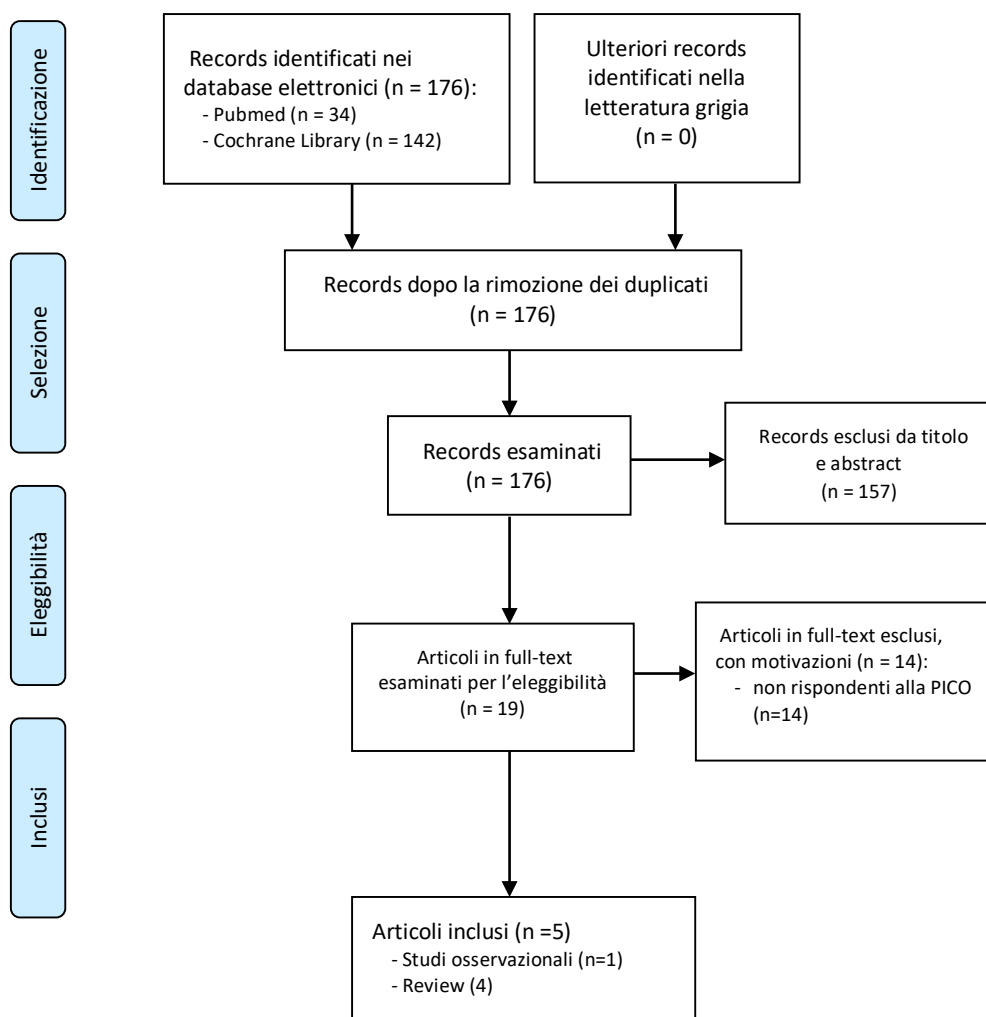 Identificazione
Records identificati nei
database elettronici (n = 176):
- Pubmed (n = 34)
- Cochrane Library (n = 142)
Ulteriori records
identificati nella
letteratura grigia
(n = 0)
Selezione
Records dopo la rimozione dei duplicati
(n = 176)
Records esaminati
(n = 176)
Records esclusi da titolo
e abstract
(n = 157)
Eleggibilità
Articoli in full-text
esaminati per l'eleggibilità
(n = 19)
Articoli in full-text esclusi,
con motivazioni (n = 14):
- non rispondenti alla PICO
(n=14)
Inclusi
Articoli inclusi (n =5)
- Studi osservazionali (n=1)
- Review (4)